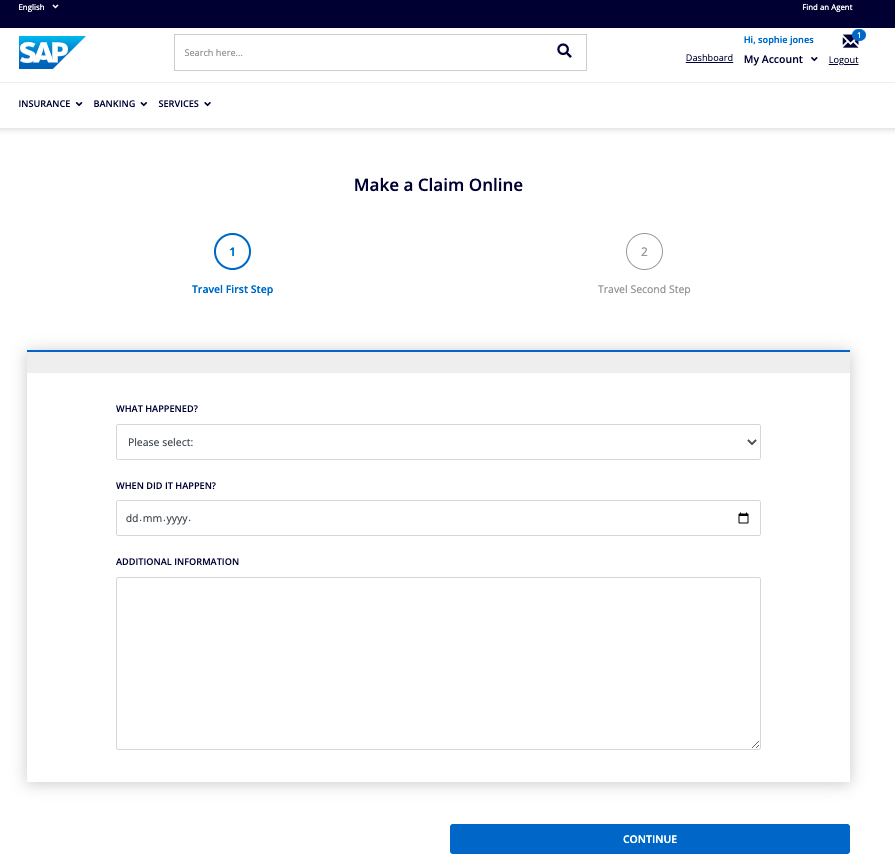 English
Find an Agent
SAP
Search here...
Dashboard
Hi, sophie jones
My Account
1
Logout
INSURANCE BANKING SERVICES
Make a Claim Online
1
2
Travel First Step
Travel Second Step
WHAT HAPPENED?
Please select:
WHEN DID IT HAPPEN?
dd.mm.yyyy.
ADDITIONAL INFORMATION
CONTINUE